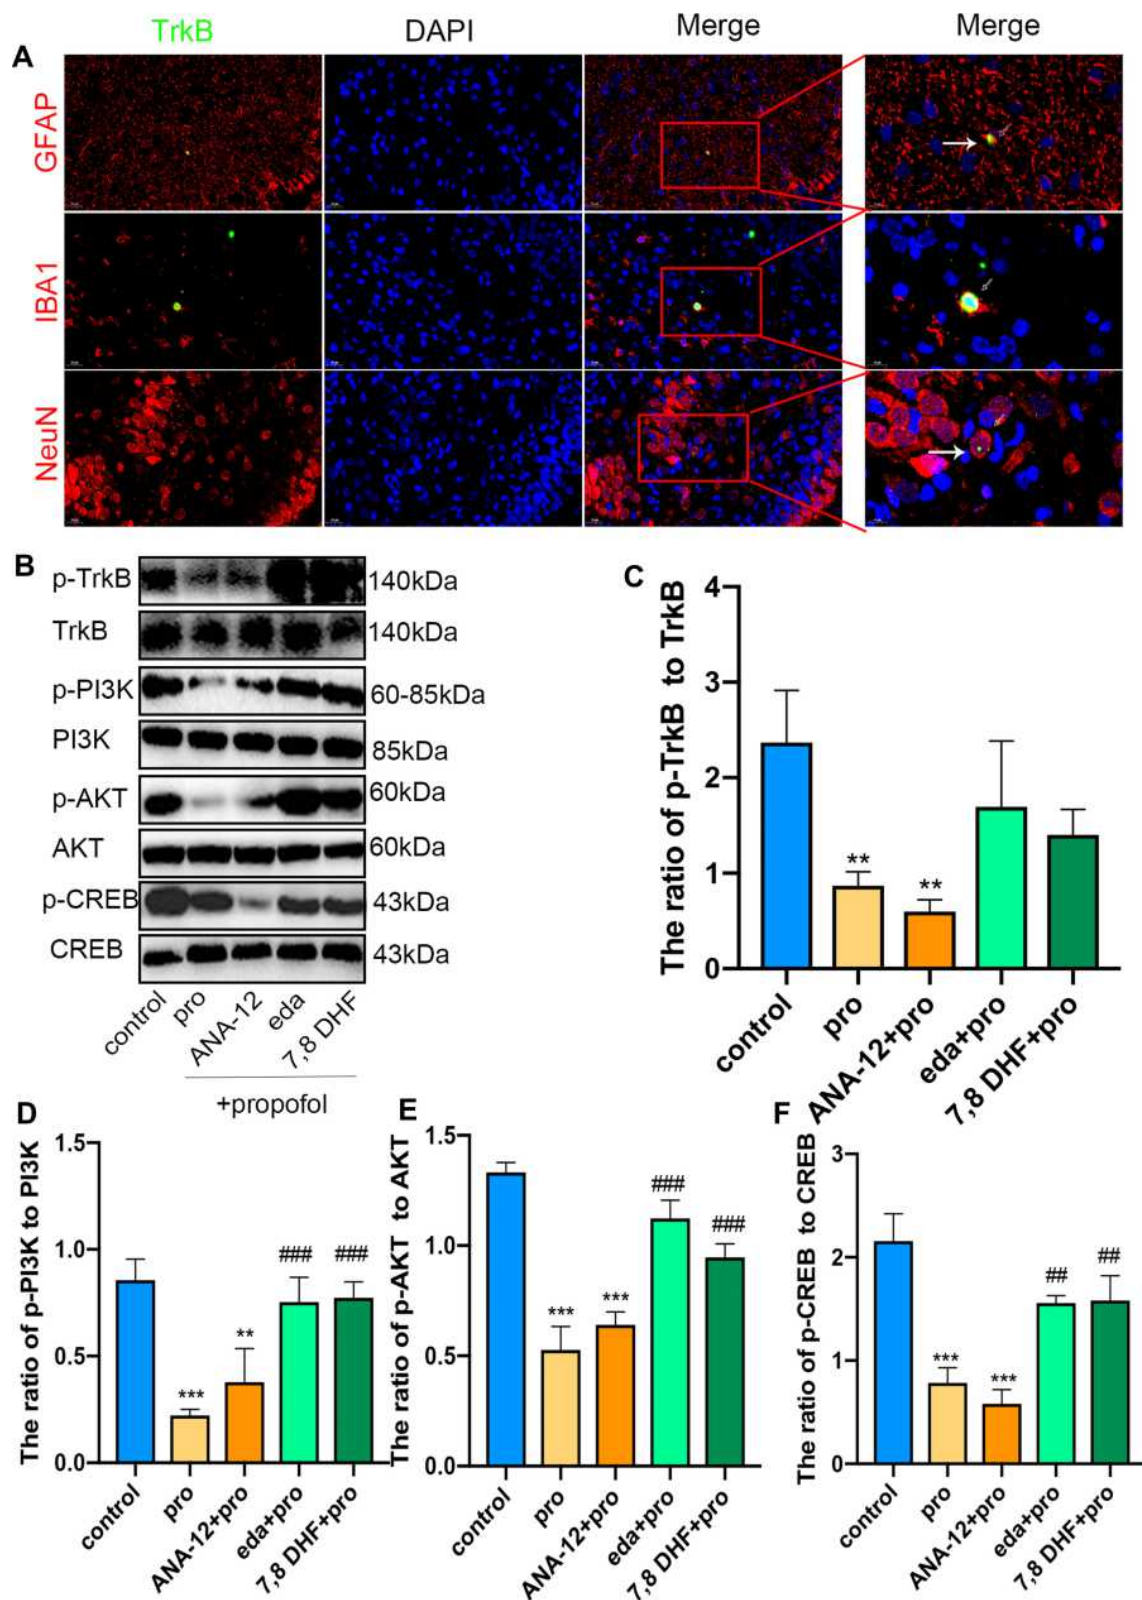 TrkB DAPI Merge Merge
A
GFAP
IBA1
NeuN
B
p-TrkB 140kDa
TrkB 140kDa
p-PI3K 60-85kDa
PI3K 85kDa
p-AKT 60kDa
AKT 60kDa
p-CREB 43kDa
CREB 43kDa
control pro ANA-12 eda 7,8 DHF
+propofol
C
The ratio of p-TrkB to TrkB
4
3
2
1
0
** **
control pro ANA-12+pro eda+pro 7,8 DHF+pro
D
The ratio of p-PI3K to PI3K
1.5
1.0
0.5
0.0
*** ** ### ###
control pro ANA-12+pro eda+pro 7,8 DHF+pro
E
The ratio of p-AKT to AKT
1.5
1.0
0.5
0.0
*** *** ### ###
control pro ANA-12+pro eda+pro 7,8 DHF+pro
F
The ratio of p-CREB to CREB
3
2
1
0
*** *** ## ##
control pro ANA-12+pro eda+pro 7,8 DHF+pro